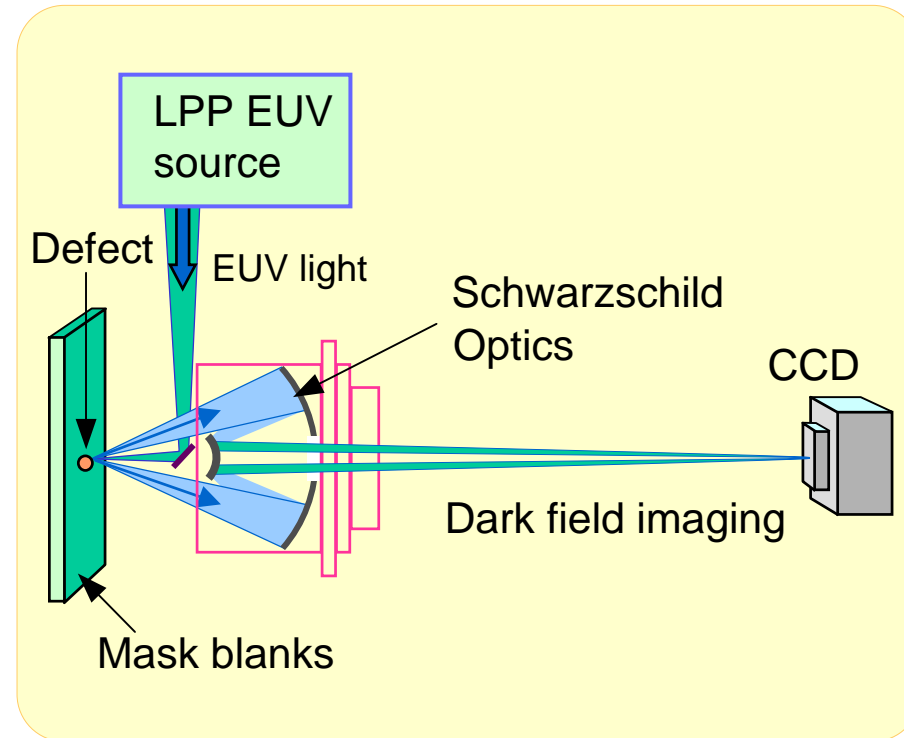 LPP EUV
source
Defect
EUV light
Schwarzschild
Optics
CCD
Dark field imaging
Mask blanks